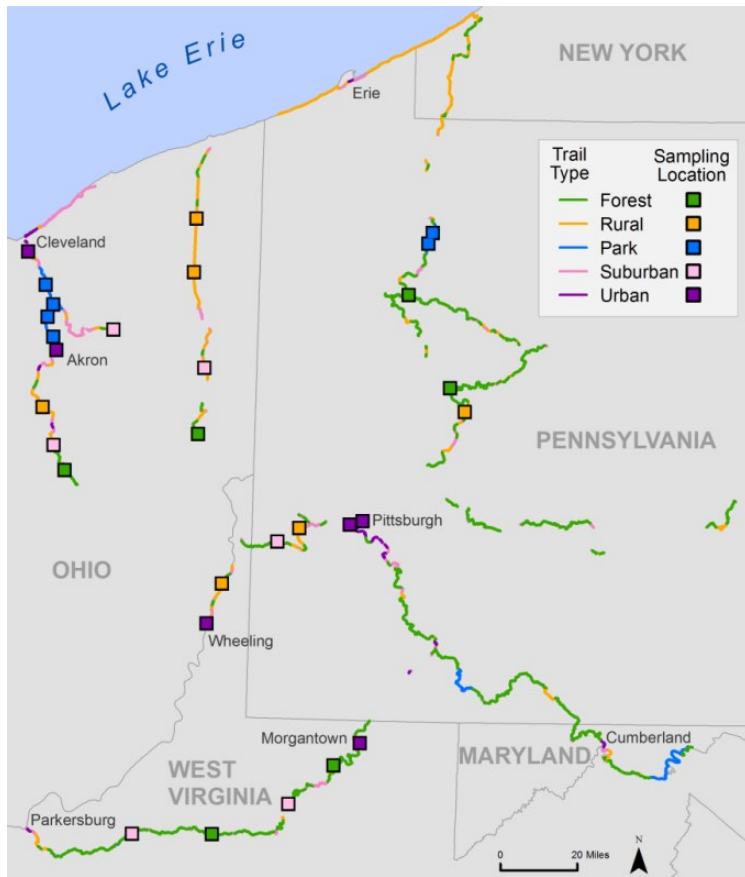 Lake Erie
NEW YORK
Erie
Trail Type
Sampling Location
Forest
Rural
Park
Suburban
Urban
Cleveland
Akron
PENNSYLVANIA
Pittsburgh
OHIO
Wheeling
Morgantown
Cumberland
MARYLAND
WEST
VIRGINIA
Parkersburg
0 20 Miles
N